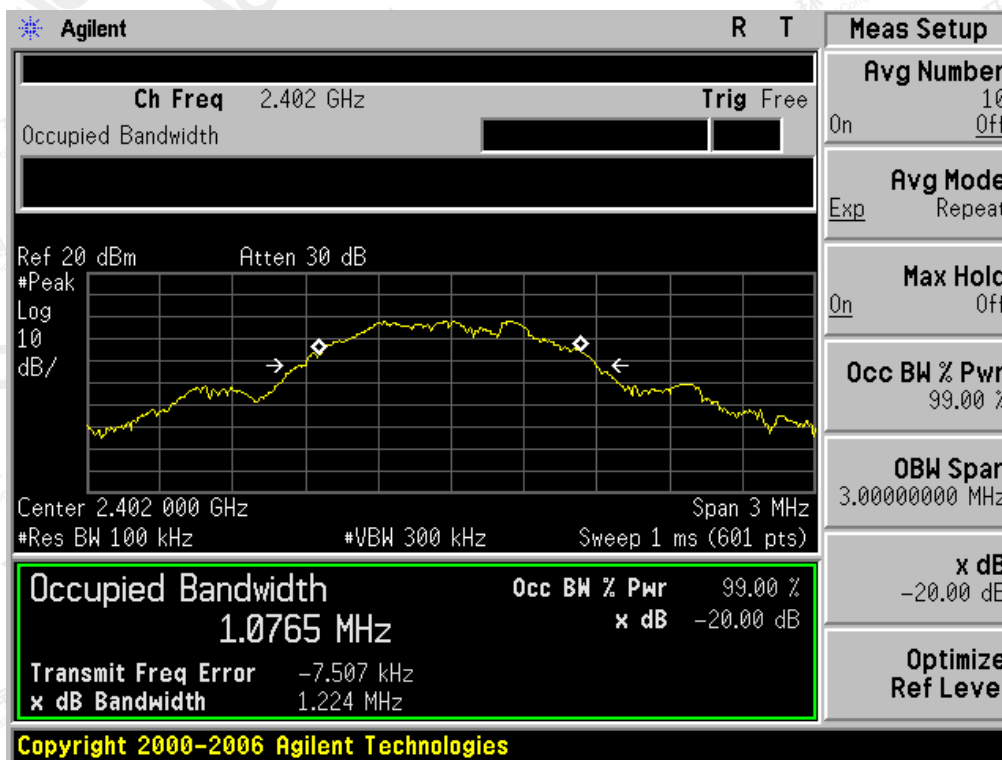 Agilent R T
Meas Setup
Ch Freq 2.402 GHz Trig Free
Occupied Bandwidth
Avg Number
10
On Off
Avg Mode
Exp Repeat
Max Hold
On Off
Occ BW % Pwr
99.00 %
OBW Span
3.00000000 MHz
x dB
-20.00 dB
Optimize
Ref Level
Ref 20 dBm Atten 30 dB
#Peak
Log
10
dB/
Center 2.402 000 GHz Span 3 MHz
#Res BW 100 kHz #VBW 300 kHz Sweep 1 ms (601 pts)
Occupied Bandwidth
1.0765 MHz
Occ BW % Pwr 99.00 %
x dB -20.00 dB
Transmit Freq Error -7.507 kHz
x dB Bandwidth 1.224 MHz
Copyright 2000-2006 Agilent Technologies